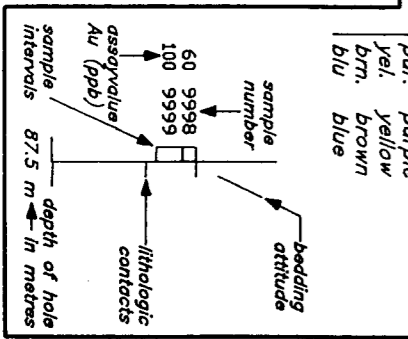 pur. purple
yel. yellow
brn. brown
blu blue
bedding
attitude
sample
number
60 9998
100 9999
assay value
Au (ppb)
lithologic
contacts
sample
intervals
depth of hole
87.5 m in metres